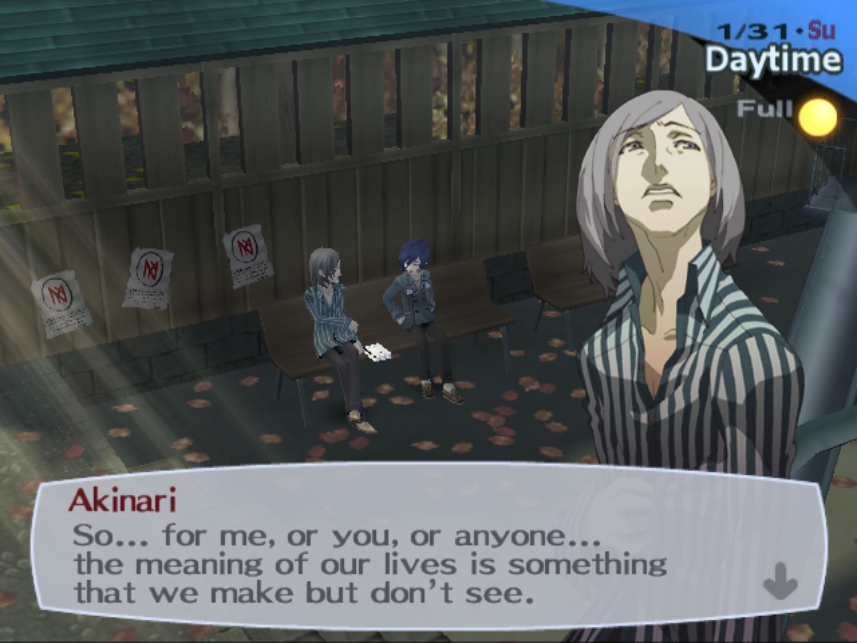 1/31・Su
Daytime
Full
Akinari
So... for me, or you, or anyone...
the meaning of our lives is something
that we make but don't see.